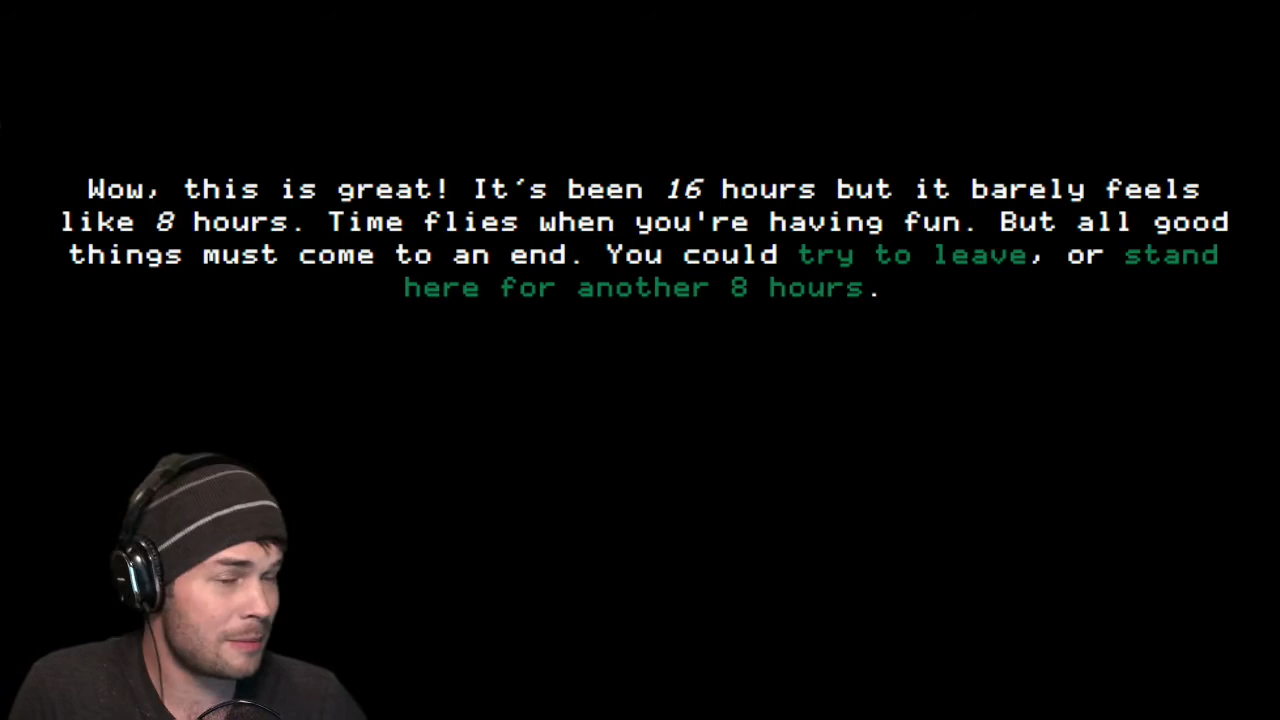 Wow, this is great! It´s been 16 hours but it barely feels
like 8 hours. Time flies when you're having fun. But all good
things must come to an end. You could try to leave, or stand
here for another 8 hours.